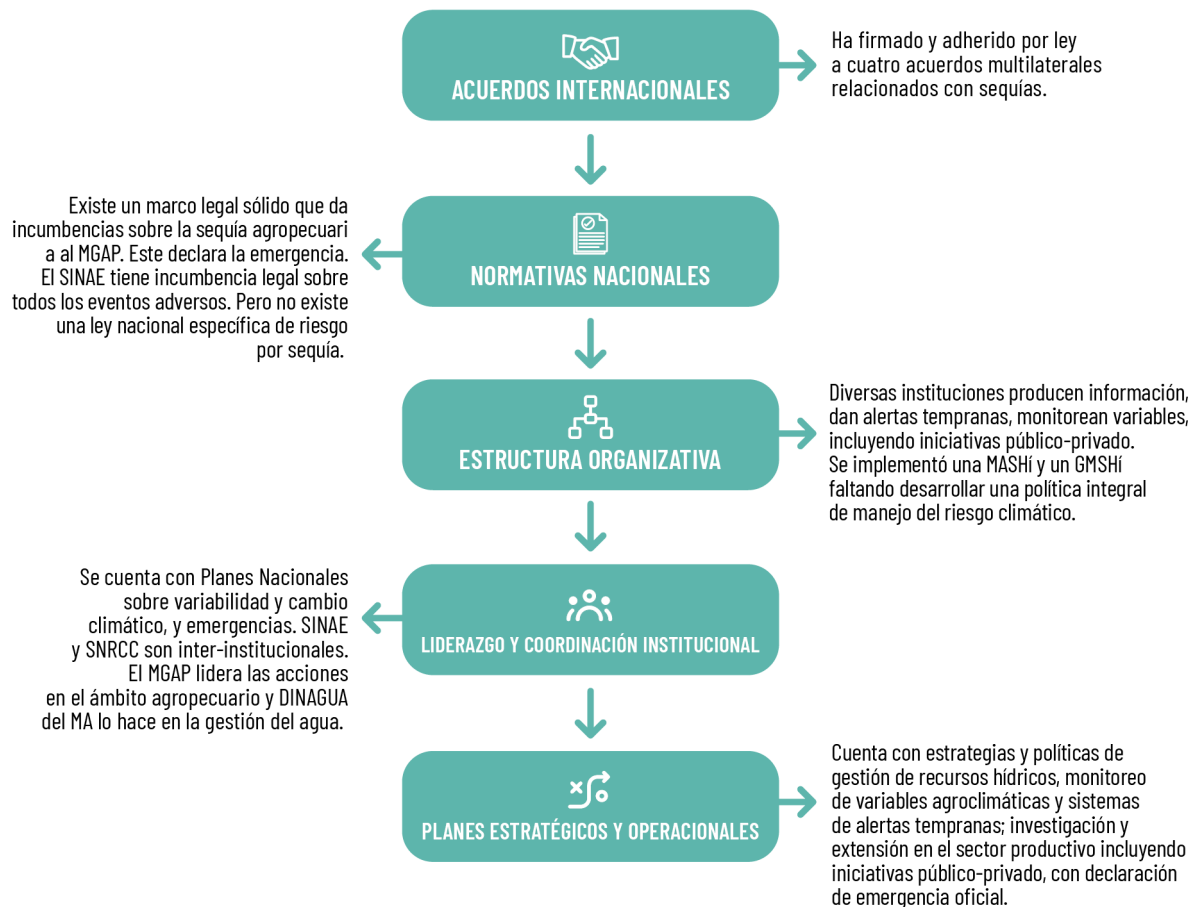 ACUERDOS INTERNACIONALES
Ha firmado y adherido por ley
a cuatro acuerdos multilaterales
relacionados con sequías.
NORMATIVAS NACIONALES
Existe un marco legal sólido que da
incumbencias sobre la sequía agropecuari
a al MGAP. Este declara la emergencia.
El SINAE tiene incumbencia legal sobre
todos los eventos adversos. Pero no existe
una ley nacional específica de riesgo
por sequía.
ESTRUCTURA ORGANIZATIVA
Diversas instituciones producen información,
dan alertas tempranas, monitorean variables,
incluyendo iniciativas público-privado.
Se implementó una MASHí y un GMSHí
faltando desarrollar una política integral
de manejo del riesgo climático.
LIDERAZGO Y COORDINACIÓN INSTITUCIONAL
Se cuenta con Planes Nacionales
sobre variabilidad y cambio
climático, y emergencias. SINAE
y SNRCC son inter-institucionales.
El MGAP lidera las acciones
en el ámbito agropecuario y DINAGUA
del MA lo hace en la gestión del agua.
PLANES ESTRATÉGICOS Y OPERACIONALES
Cuenta con estrategias y políticas de
gestión de recursos hídricos, monitoreo
de variables agroclimáticas y sistemas
de alertas tempranas; investigación y
extensión en el sector productivo incluyendo
iniciativas público-privado, con declaración
de emergencia oficial.